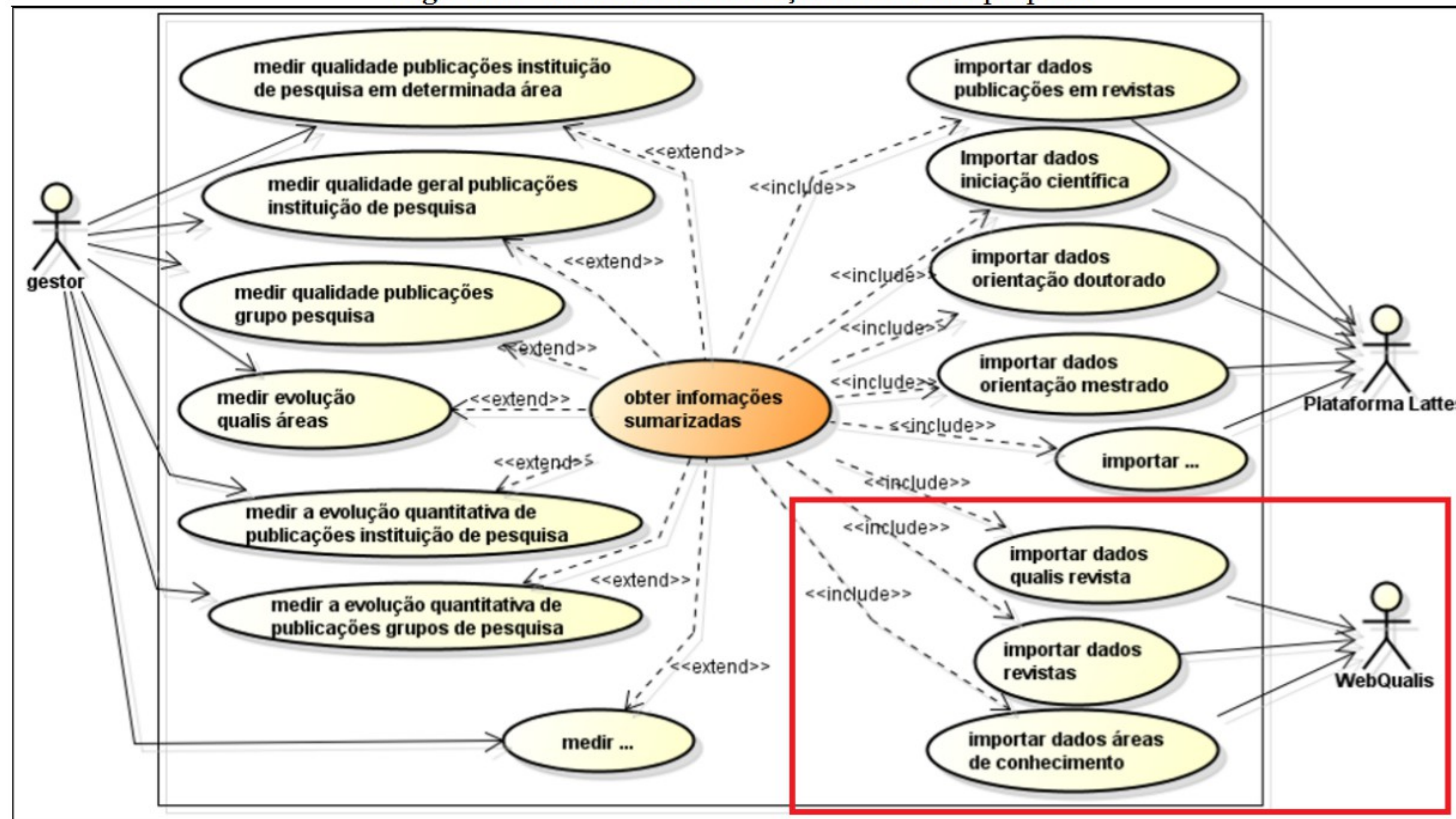 medir qualidade publicações instituição
de pesquisa em determinada área
medir qualidade geral publicações
instituição de pesquisa
medir qualidade publicações
grupo pesquisa
medir evolução
qualis áreas
medir a evolução quantitativa de
publicações instituição de pesquisa
medir a evolução quantitativa de
publicações grupos de pesquisa
medir ...
gestor
<<extend>>
<<extend>>
<<extend>>
<<extend>>
<<extend>>
<<extend>>
<<extend>>
obter infomações
sumarizadas
<<include>>
<<include>>
<<include>>
<<include>>
<<include>>
<<include>>
<<include>>
<<include>>
importar dados
publicações em revistas
Importar dados
iniciação científica
importar dados
orientação doutorado
importar dados
orientação mestrado
importar ...
Plataforma Lattes
importar dados
qualis revista
importar dados
revistas
importar dados áreas
de conhecimento
WebQualis